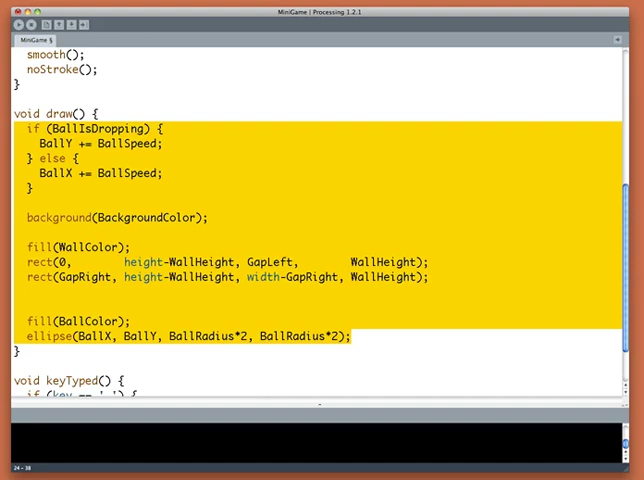 MiniGame | Processing 1.2.1
MiniGame §
smooth();
noStroke();
}
void draw() {
if (BallIsDropping) {
BallY += BallSpeed;
} else {
BallX += BallSpeed;
}
background(BackgroundColor);
fill(WallColor);
rect(0, height-WallHeight, GapLeft, WallHeight);
rect(GapRight, height-WallHeight, width-GapRight, WallHeight);
fill(BallColor);
ellipse(BallX, BallY, BallRadius*2, BallRadius*2);
}
void keyTyped() {
if (key == ' ') {
24 - 38